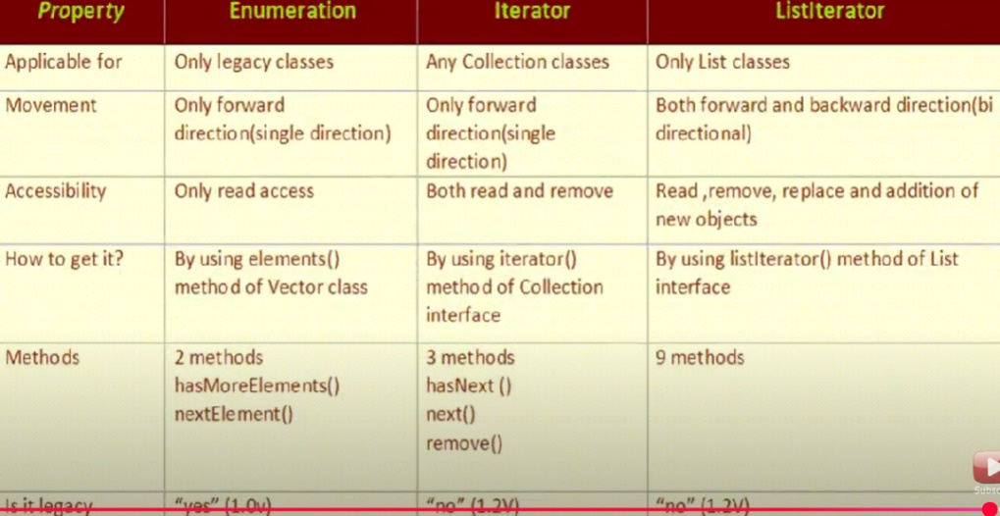 Property Enumeration Iterator ListIterator
Applicable for Only legacy classes Any Collection classes Only List classes
Movement Only forward Only forward Both forward and backward direction(bi
direction(single direction) direction(single directional)
direction)
Accessibility Only read access Both read and remove Read ,remove, replace and addition of
new objects
How to get it? By using elements() By using iterator() By using listIterator() method of List
method of Vector class method of Collection interface
interface
Methods 2 methods 3 methods 9 methods
hasMoreElements() hasNext ()
nextElement() next()
remove()
Is it legacy "yes" (1.0v) "no" (1.2V) "no" (1.2V)